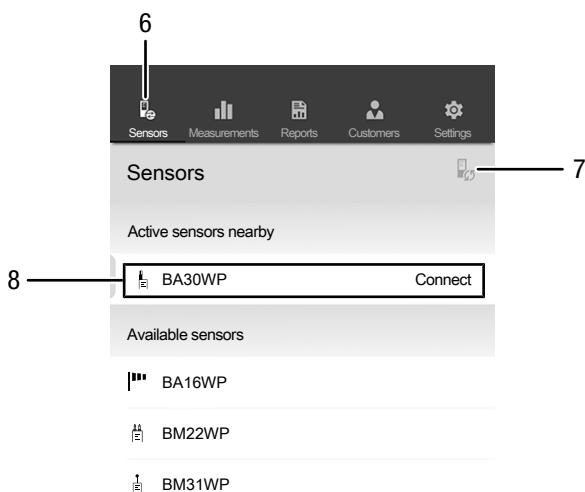 6
Sensors Measurements Reports Customers Settings
Sensors
7
Active sensors nearby
8
BA30WP Connect
Available sensors
BA16WP
BM22WP
BM31WP